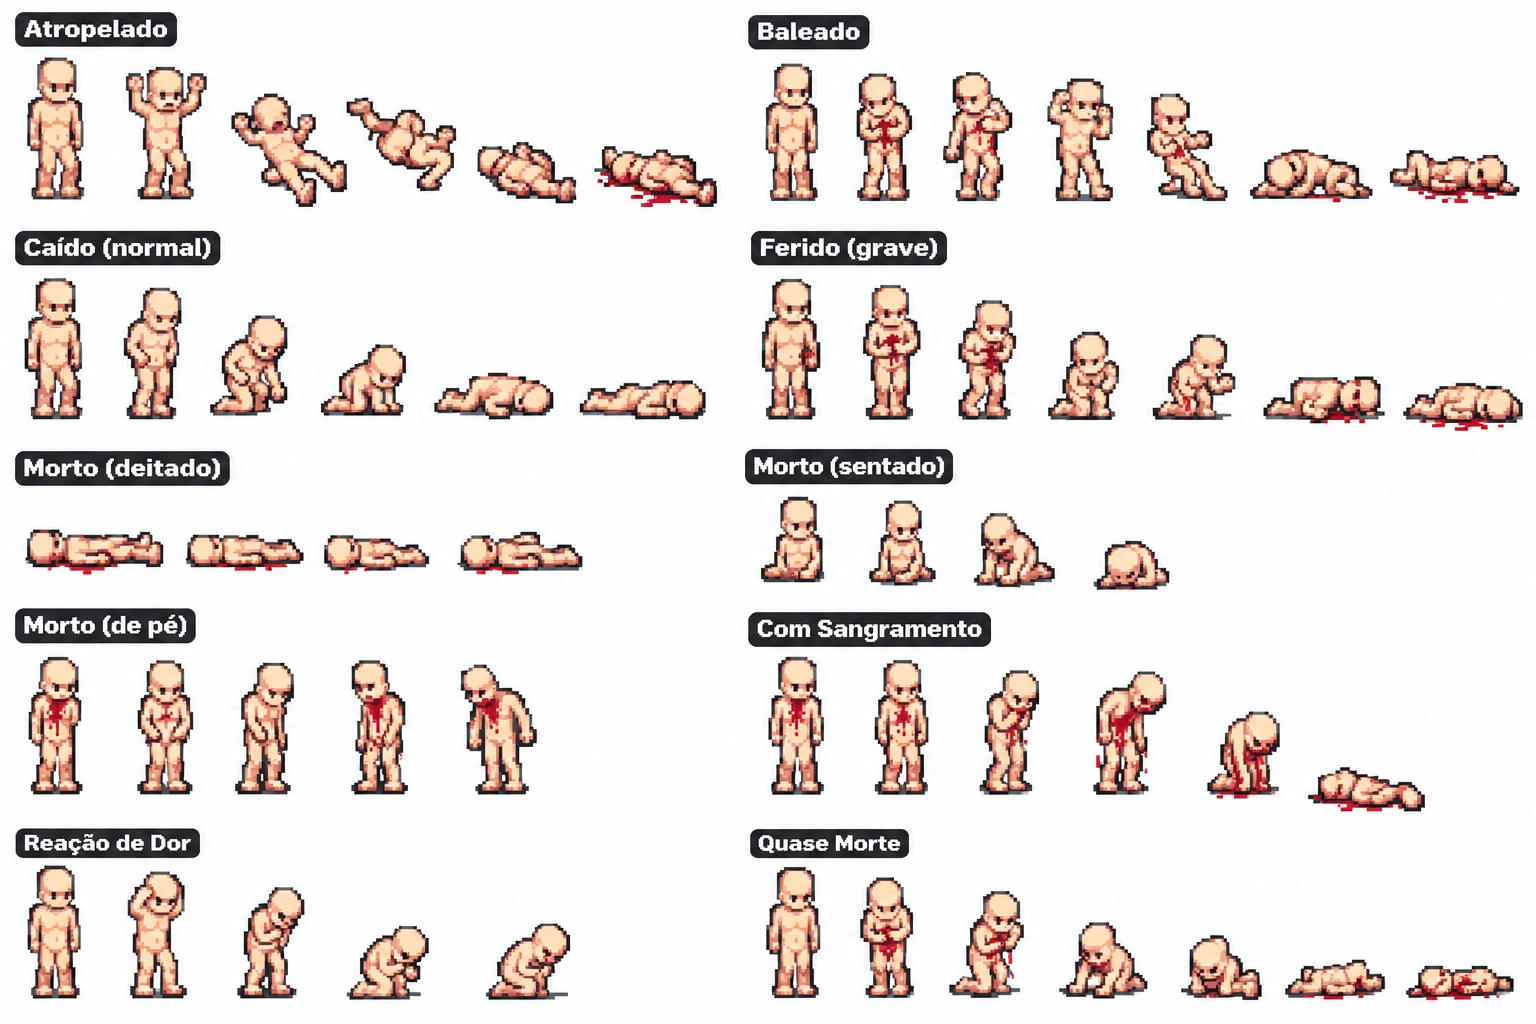 Atropelado
Baleado
Caído (normal)
Ferido (grave)
Morto (deitado)
Morto (sentado)
Morto (de pé)
Com Sangramento
Reação de Dor
Quase Morte